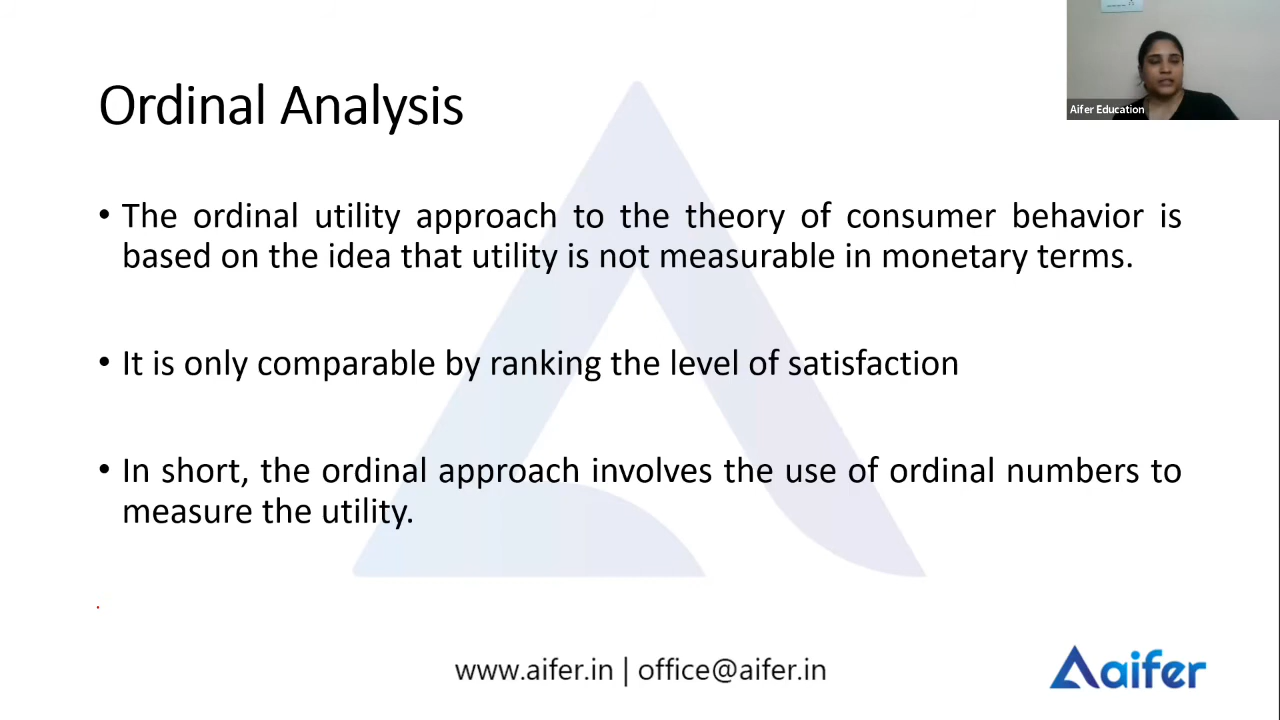 Aifer Education
Ordinal Analysis
• The ordinal utility approach to the theory of consumer behavior is
based on the idea that utility is not measurable in monetary terms.
• It is only comparable by ranking the level of satisfaction
• In short, the ordinal approach involves the use of ordinal numbers to
measure the utility.
www.aifer.in | office@aifer.in
aifer